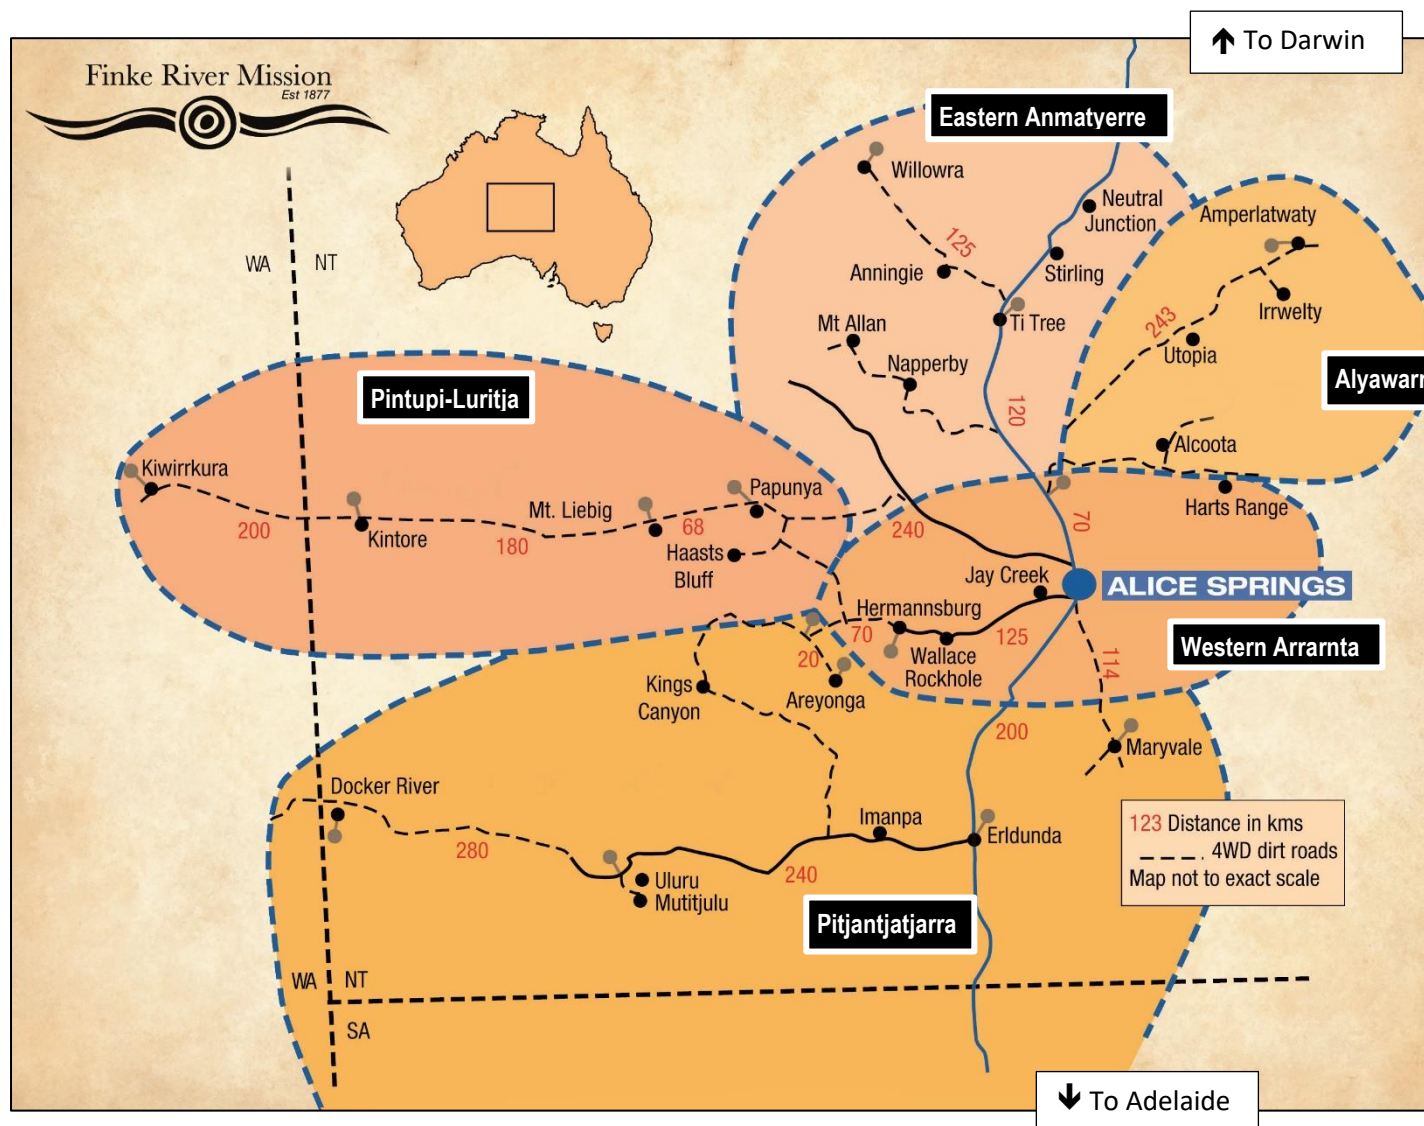 ↑ To Darwin
Finke River Mission
Est 1877
Eastern Anmatyerre
Willowra
Neutral
Junction
Amperlatwaty
WA
NT
125
Anningie
Stirling
Irrwelty
Mt Allan
Ti Tree
243
Utopia
Napperby
Pintupi-Luritja
Alyawarr
120
Alcoota
Kiwirrkura
Papunya
Mt. Liebig
Harts Range
200
Kintore
180
68
240
70
Haasts
Bluff
Jay Creek
ALICE SPRINGS
Hermannsburg
70
125
Wallace
Rockhole
Western Arrarnta
20
114
Kings
Canyon
Areyonga
200
Maryvale
Docker River
Imanpa
Erldunda
280
240
Uluru
Mutitjulu
123 Distance in kms
4WD dirt roads
Map not to exact scale
Pitjantjatjarra
WA
NT
SA
↓ To Adelaide